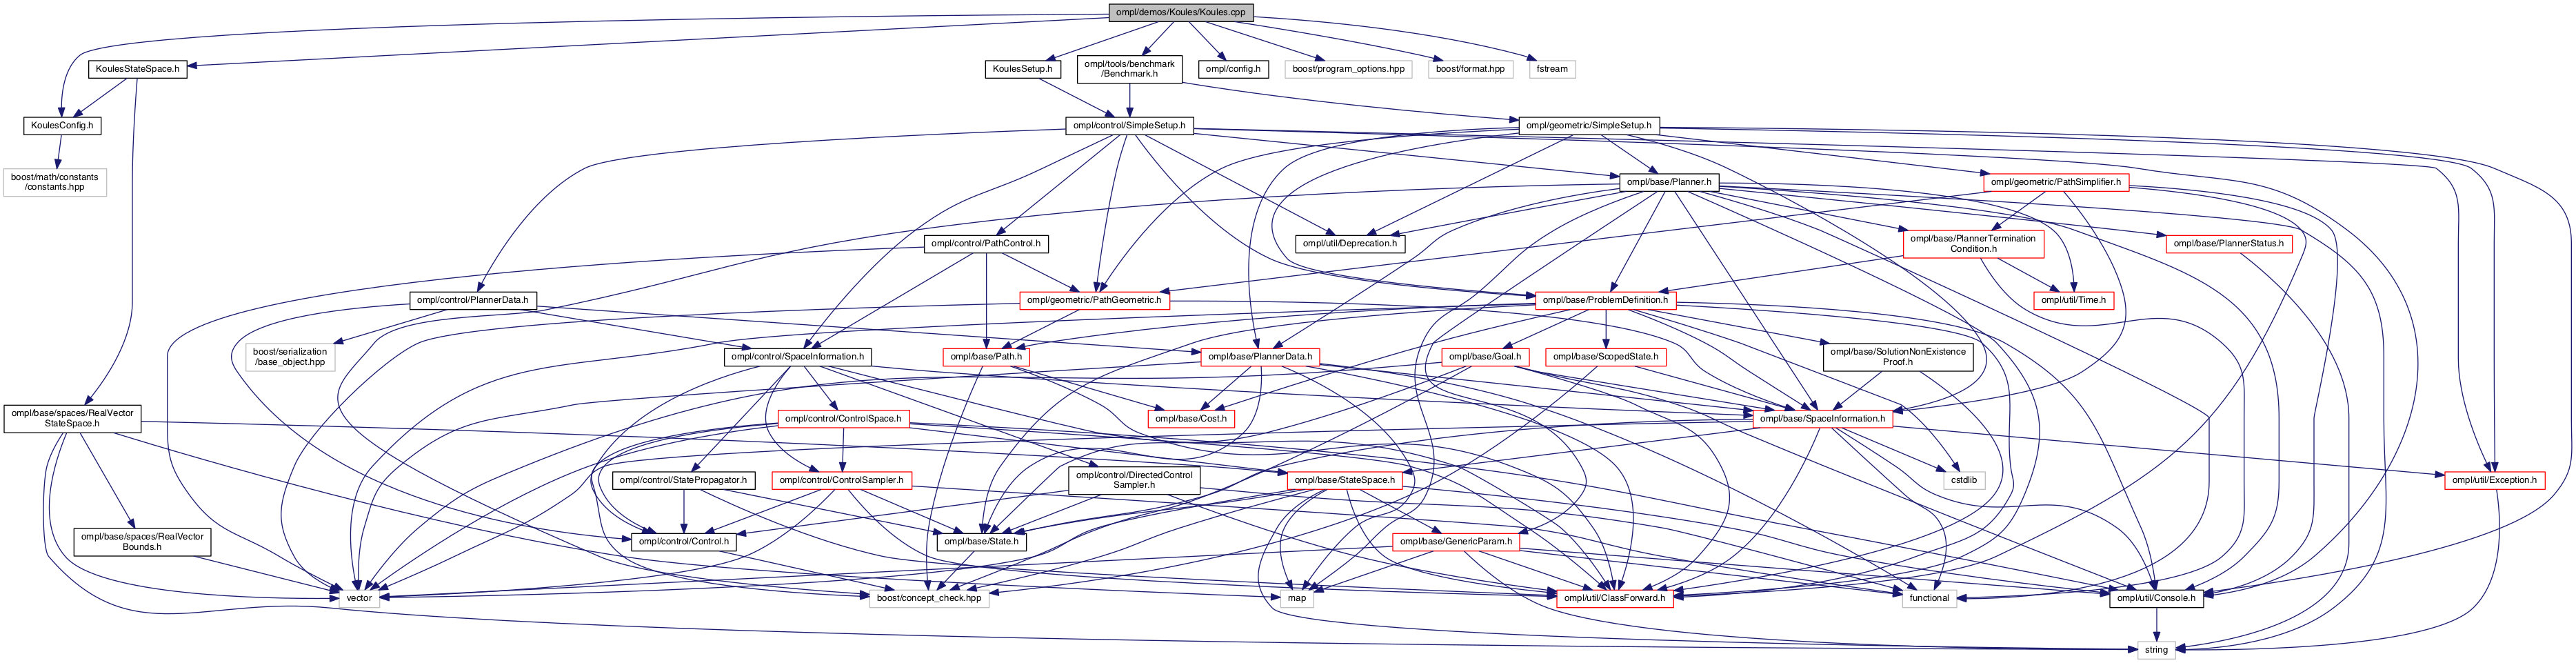 ompl/demos/Koules/Koules.cpp
KoulesStateSpace.h
KoulesSetup.h
ompl/tools/benchmark
/Benchmark.h
ompl/config.h
boost/program_options.hpp
boost/format.hpp
fstream
KoulesConfig.h
ompl/control/SimpleSetup.h
ompl/geometric/SimpleSetup.h
boost/math/constants
/constants.hpp
ompl/base/Planner.h
ompl/geometric/PathSimplifier.h
ompl/control/PathControl.h
ompl/util/Deprecation.h
ompl/base/PlannerTermination
Condition.h
ompl/base/PlannerStatus.h
ompl/control/PlannerData.h
ompl/geometric/PathGeometric.h
ompl/base/ProblemDefinition.h
ompl/util/Time.h
boost/serialization
/base_object.hpp
ompl/control/SpaceInformation.h
ompl/base/Path.h
ompl/base/PlannerData.h
ompl/base/Goal.h
ompl/base/ScopedState.h
ompl/base/SolutionNonExistence
Proof.h
ompl/base/spaces/RealVector
StateSpace.h
ompl/control/ControlSpace.h
ompl/base/Cost.h
ompl/base/SpaceInformation.h
ompl/control/StatePropagator.h
ompl/control/ControlSampler.h
ompl/control/DirectedControl
Sampler.h
ompl/base/StateSpace.h
cstdlib
ompl/util/Exception.h
ompl/base/spaces/RealVector
Bounds.h
ompl/control/Control.h
ompl/base/State.h
ompl/base/GenericParam.h
vector
boost/concept_check.hpp
map
ompl/util/ClassForward.h
functional
ompl/util/Console.h
string